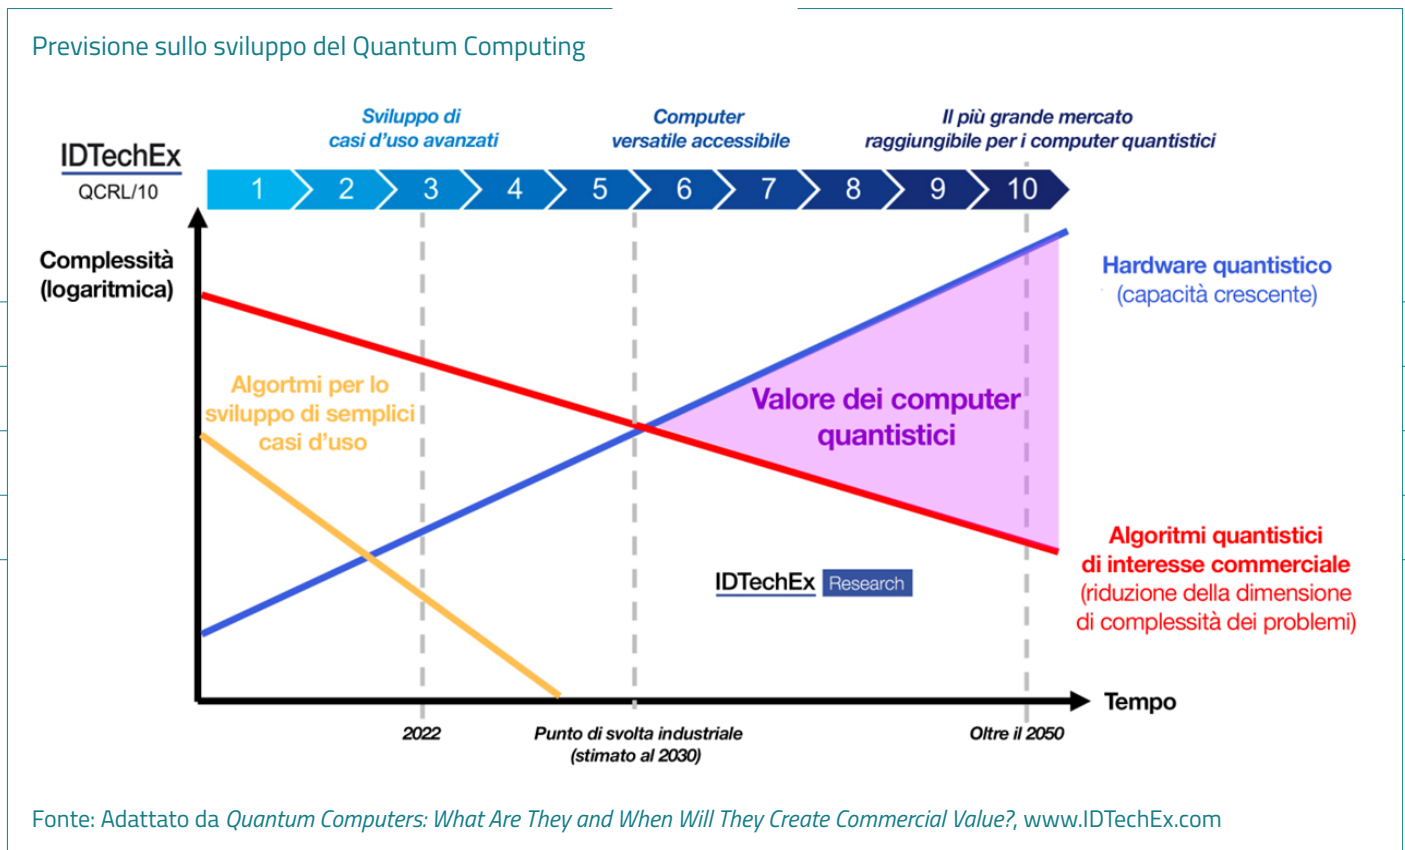 Previsione sullo sviluppo del Quantum Computing
Sviluppo di
casi d'uso avanzati
Computer
versatile accessibile
Il più grande mercato
raggiungibile per i computer quantistici
IDTechEx
QCRL/10
1 2 3 4 5 6 7 8 9 10
Complessità
(logaritmica)
Hardware quantistico
(capacità crescente)
Algortmi per lo
sviluppo di semplici
casi d'uso
Valore dei computer
quantistici
Algoritmi quantistici
di interesse commerciale
(riduzione della dimensione
di complessità dei problemi)
IDTechEx Research
Tempo
2022
Punto di svolta industriale
(stimato al 2030)
Oltre il 2050
Fonte: Adattato da Quantum Computers: What Are They and When Will They Create Commercial Value?, www.IDTechEx.com